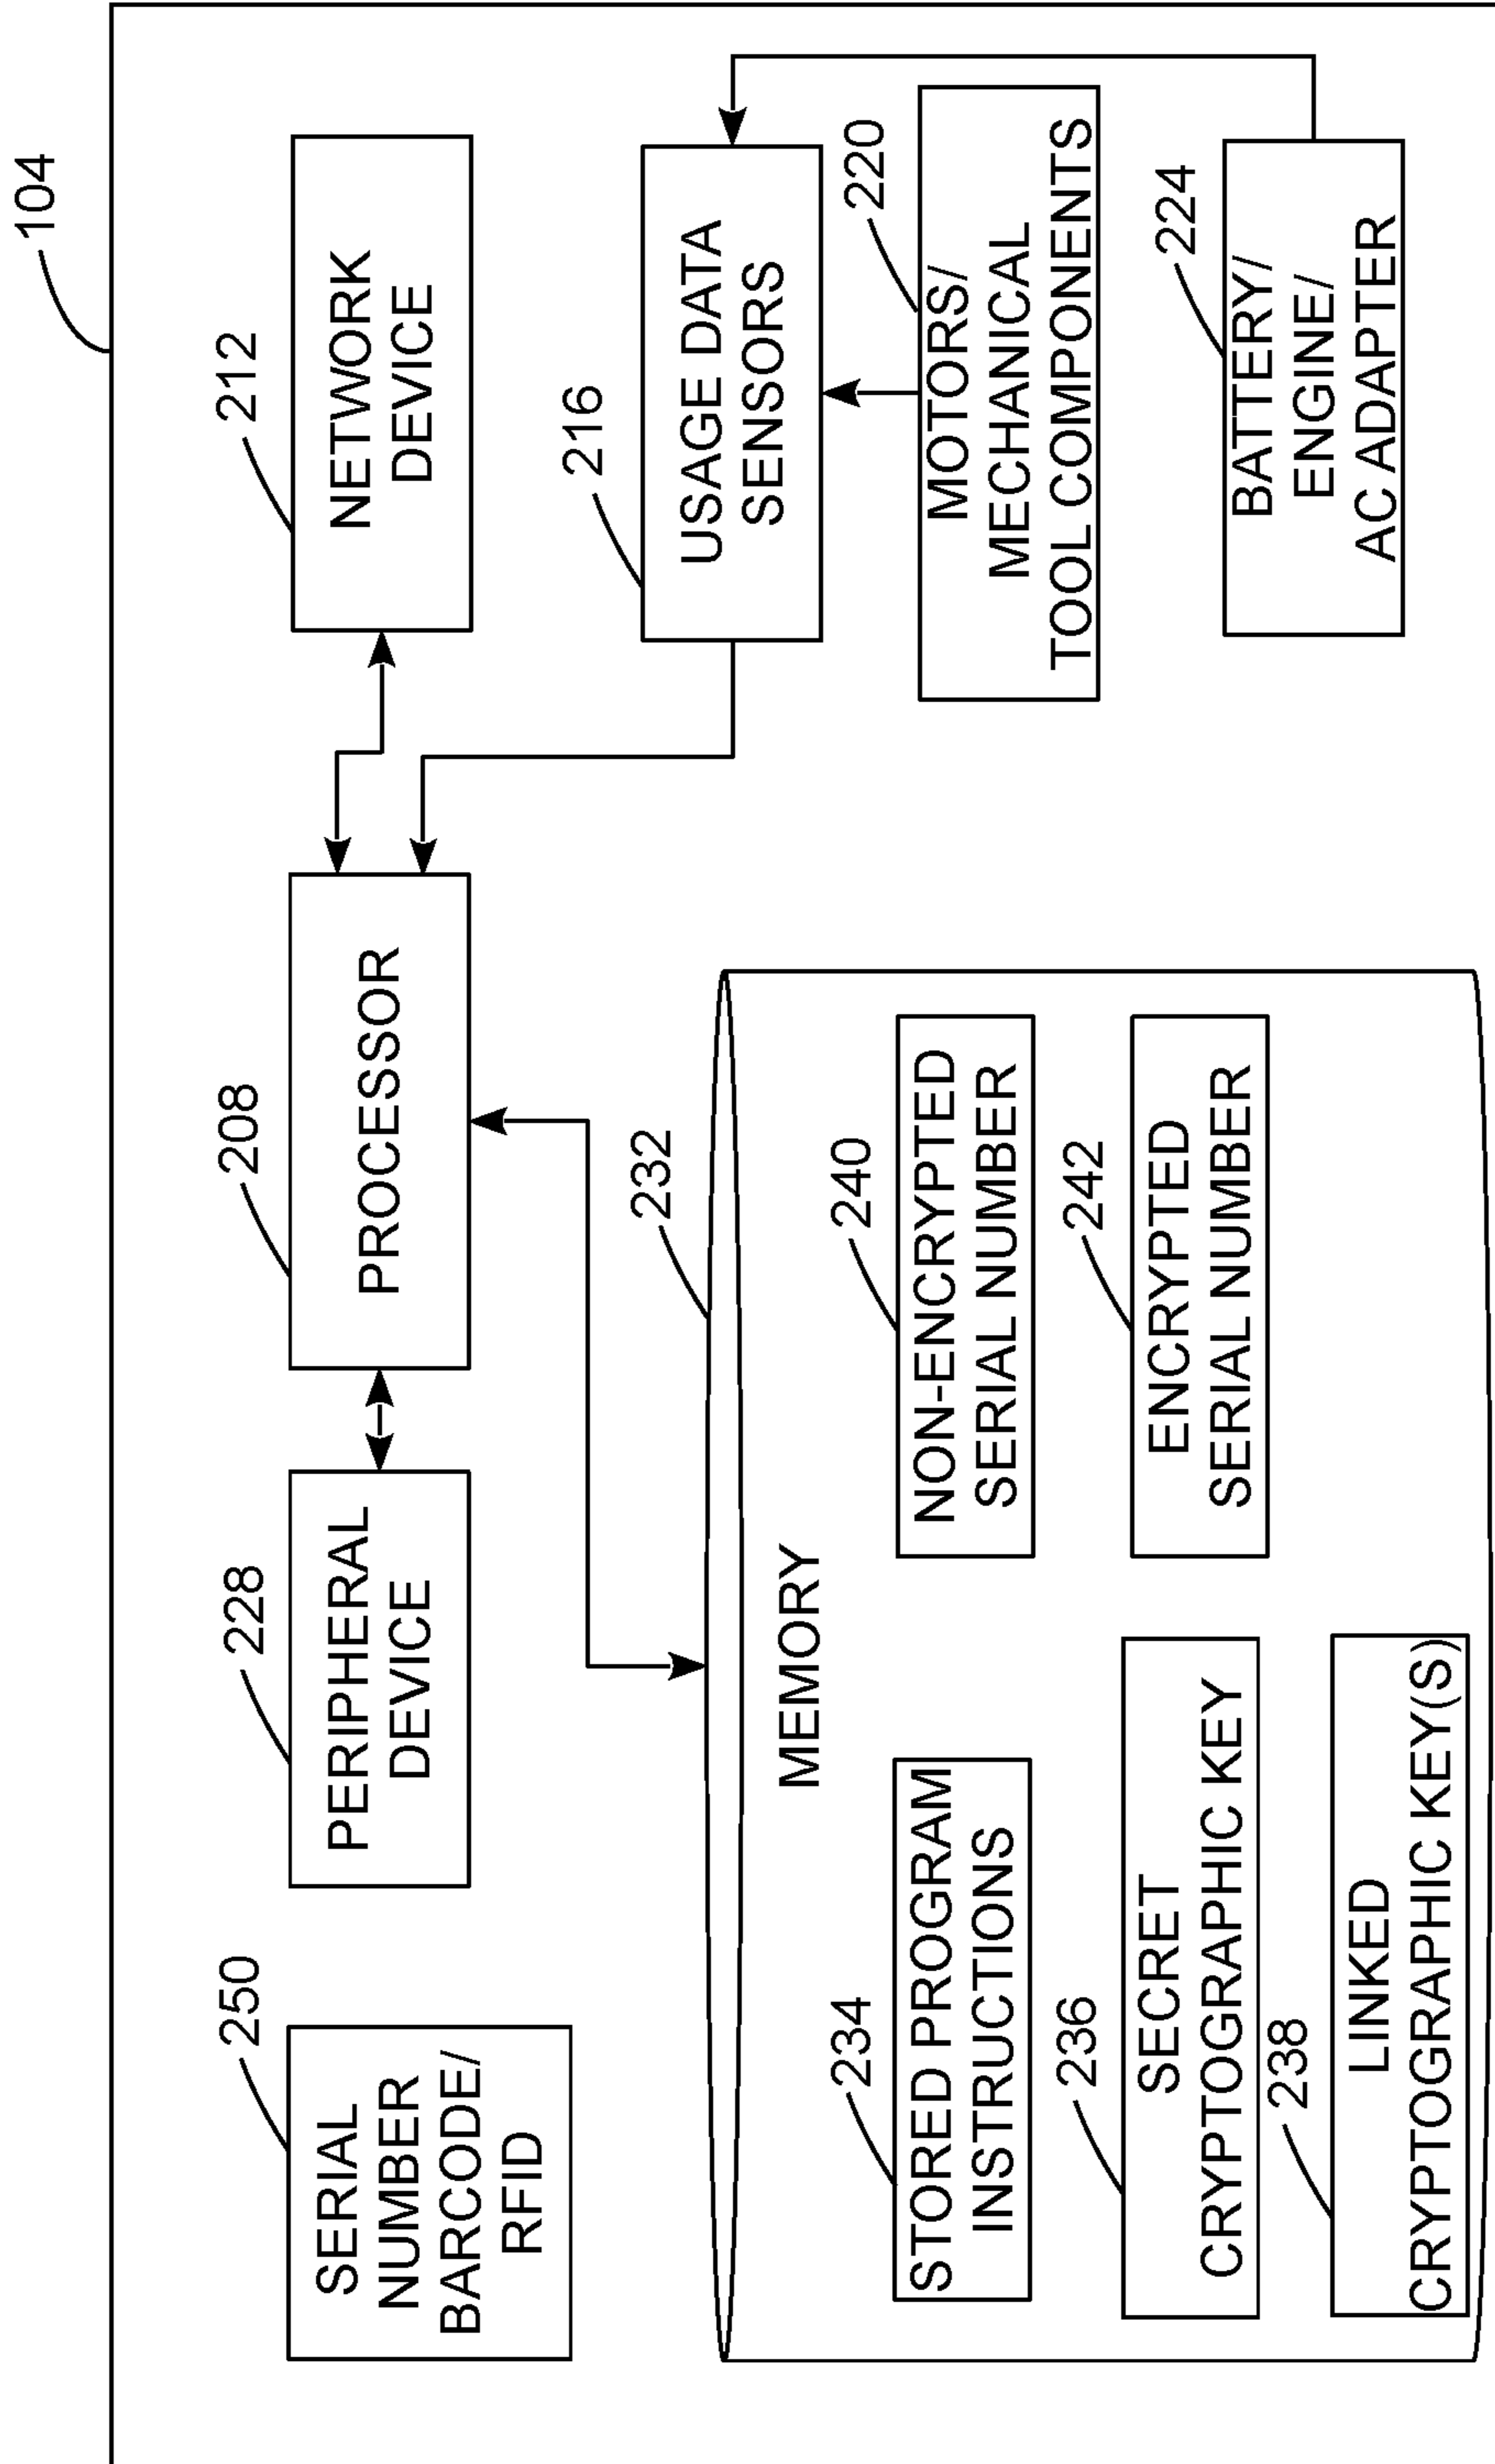 104
250
SERIAL
NUMBER
BARCODE/
RFID
228
PERIPHERAL
DEVICE
208
PROCESSOR
212
NETWORK
DEVICE
232
MEMORY
216
USAGE DATA
SENSORS
234
STORED PROGRAM
INSTRUCTIONS
240
NON-ENCRYPTED
SERIAL NUMBER
220
MOTORS/
MECHANICAL
TOOL COMPONENTS
236
SECRET
CRYPTOGRAPHIC KEY
242
ENCRYPTED
SERIAL NUMBER
224
BATTERY/
ENGINE/
AC ADAPTER
238
LINKED
CRYPTOGRAPHIC KEY(S)